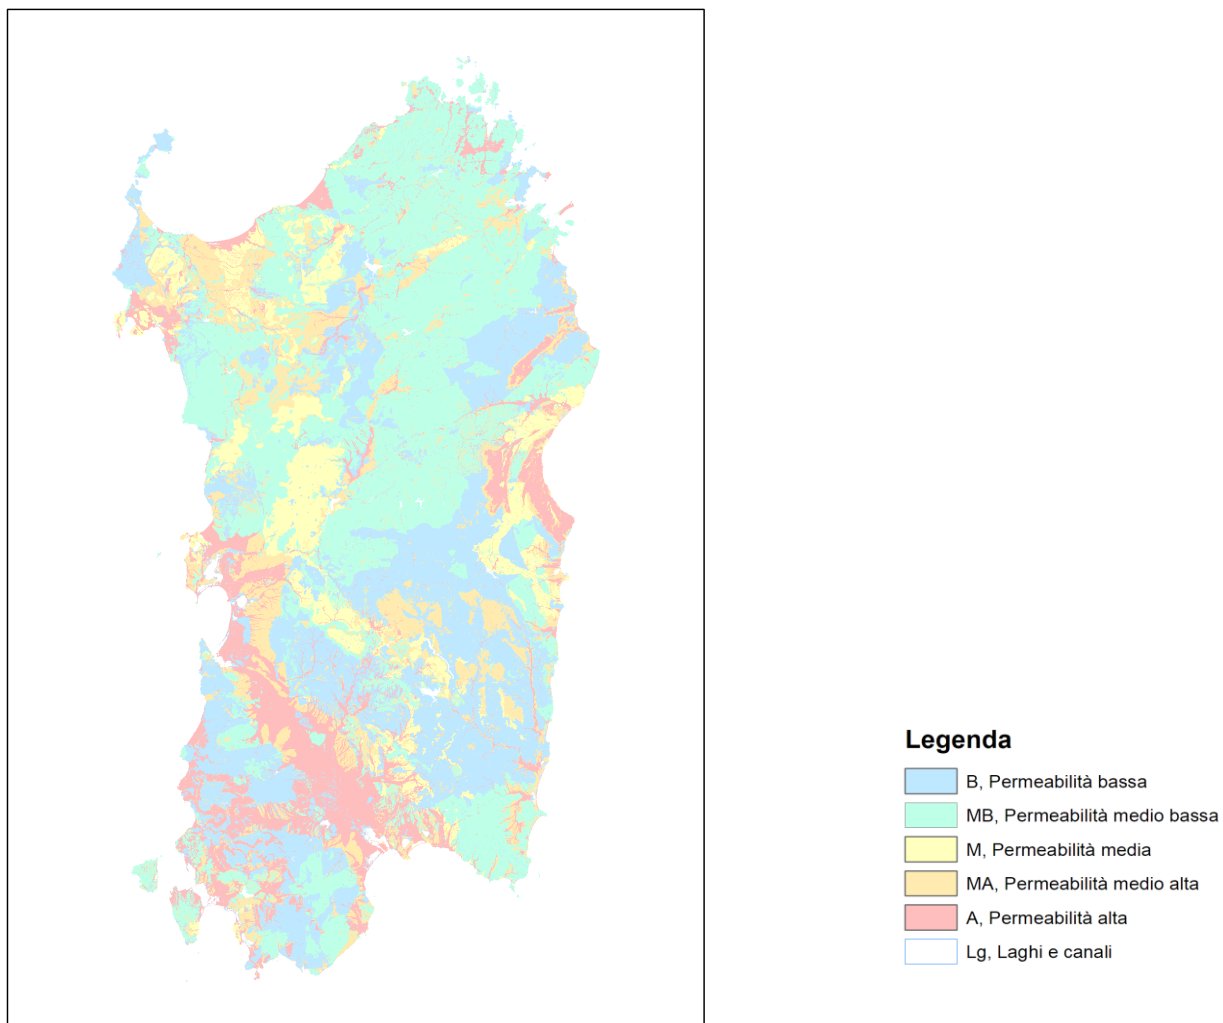 Legenda
B, Permeabilità bassa
MB, Permeabilità medio bassa
M, Permeabilità media
MA, Permeabilità medio alta
A, Permeabilità alta
Lg, Laghi e canali